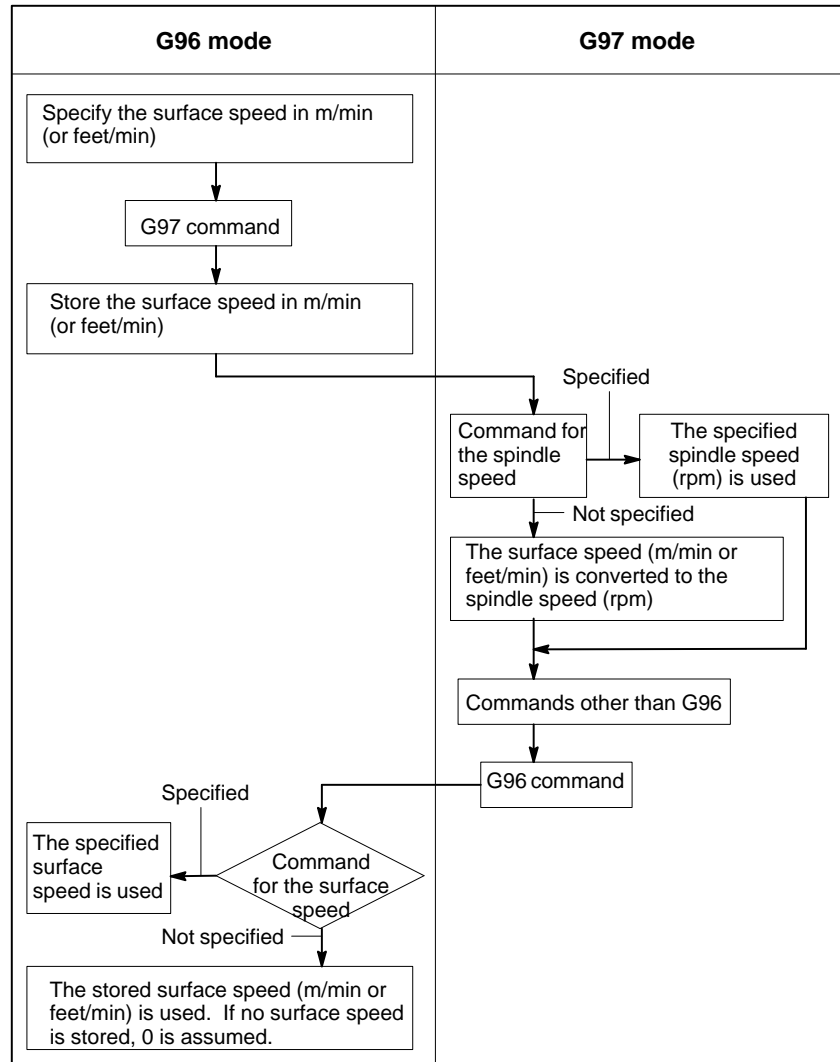 G96 mode
G97 mode
Specify the surface speed in m/min
(or feet/min)
G97 command
Store the surface speed in m/min
(or feet/min)
Specified
Command for
the spindle
speed
The specified
spindle speed
(rpm) is used
Not specified
The surface speed (m/min or
feet/min) is converted to the
spindle speed (rpm)
Commands other than G96
G96 command
Specified
The specified
surface
speed is used
Command
for the surface
speed
Not specified
The stored surface speed (m/min or
feet/min) is used.  If no surface speed
is stored, 0 is assumed.